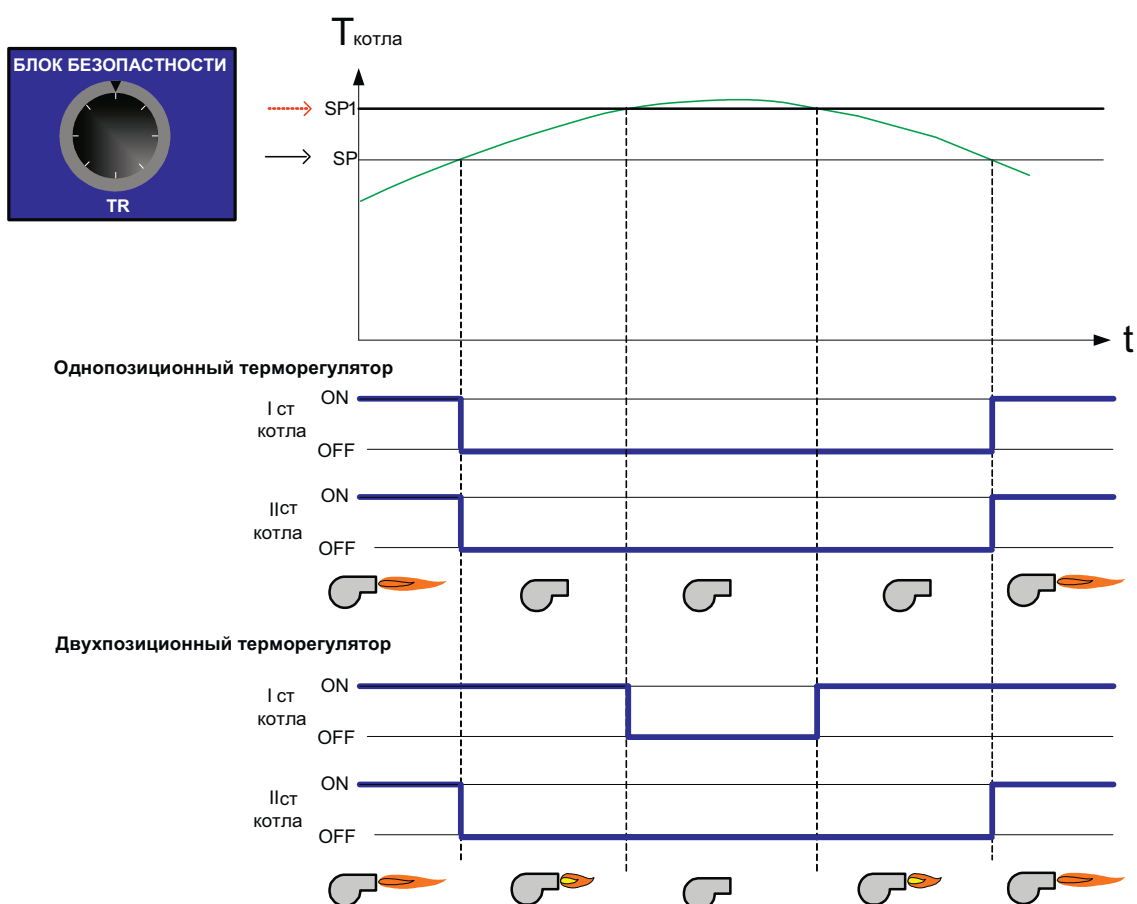 Tкотла
БЛОК БЕЗОПАСТНОСТИ
TR
SP1
SP
t
Однопозиционный терморегулятор
I ст
котла
ON
OFF
IIст
котла
ON
OFF
Двухпозиционный терморегулятор
I ст
котла
ON
OFF
IIст
котла
ON
OFF